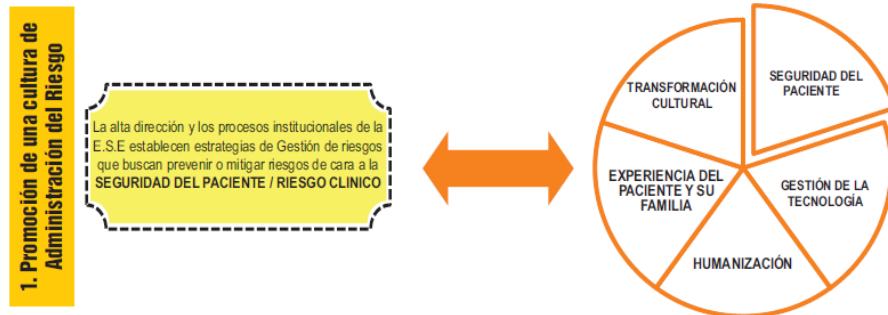 1. Promoción de una cultura de
Administración del Riesgo
La alta dirección y los procesos institucionales de la
E.S.E establecen estrategias de Gestión de riesgos
que buscan prevenir o mitigar riesgos de cara a la
SEGURIDAD DEL PACIENTE / RIESGO CLINICO
TRANSFORMACIÓN
CULTURAL
SEGURIDAD DEL
PACIENTE
EXPERIENCIA DEL
PACIENTE Y SU
FAMILIA
GESTIÓN DE LA
TECNOLOGÍA
HUMANIZACIÓN